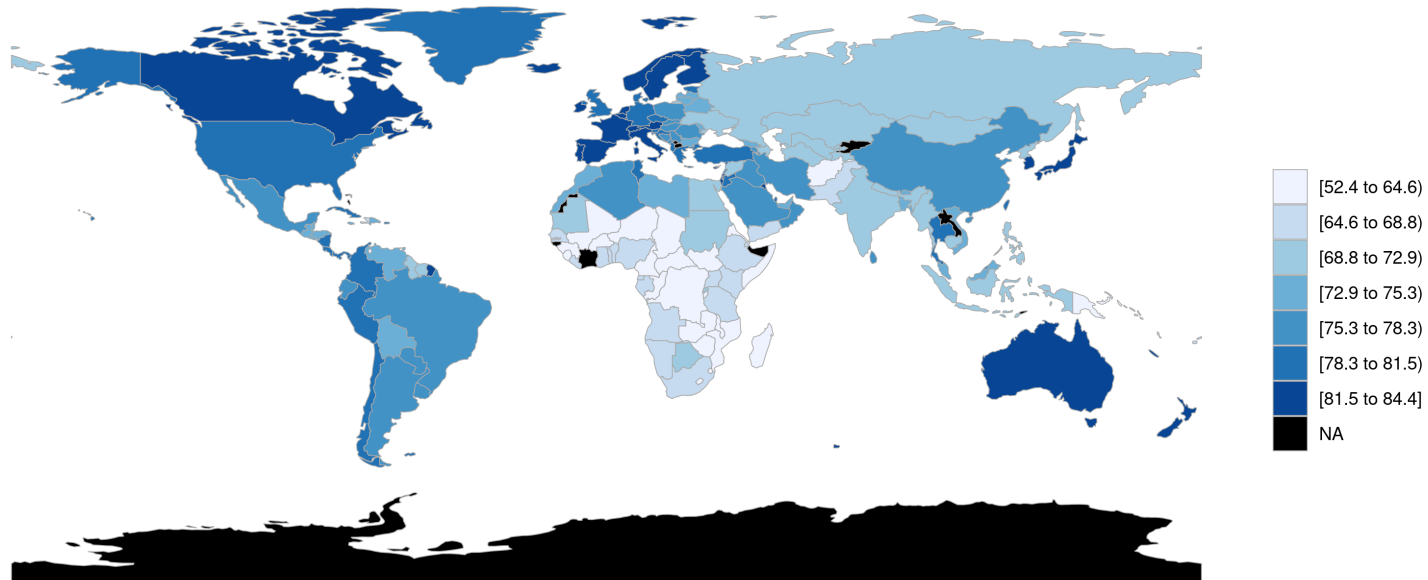 [52.4 to 64.6)
[64.6 to 68.8)
[68.8 to 72.9)
[72.9 to 75.3)
[75.3 to 78.3)
[78.3 to 81.5)
[81.5 to 84.4]
NA